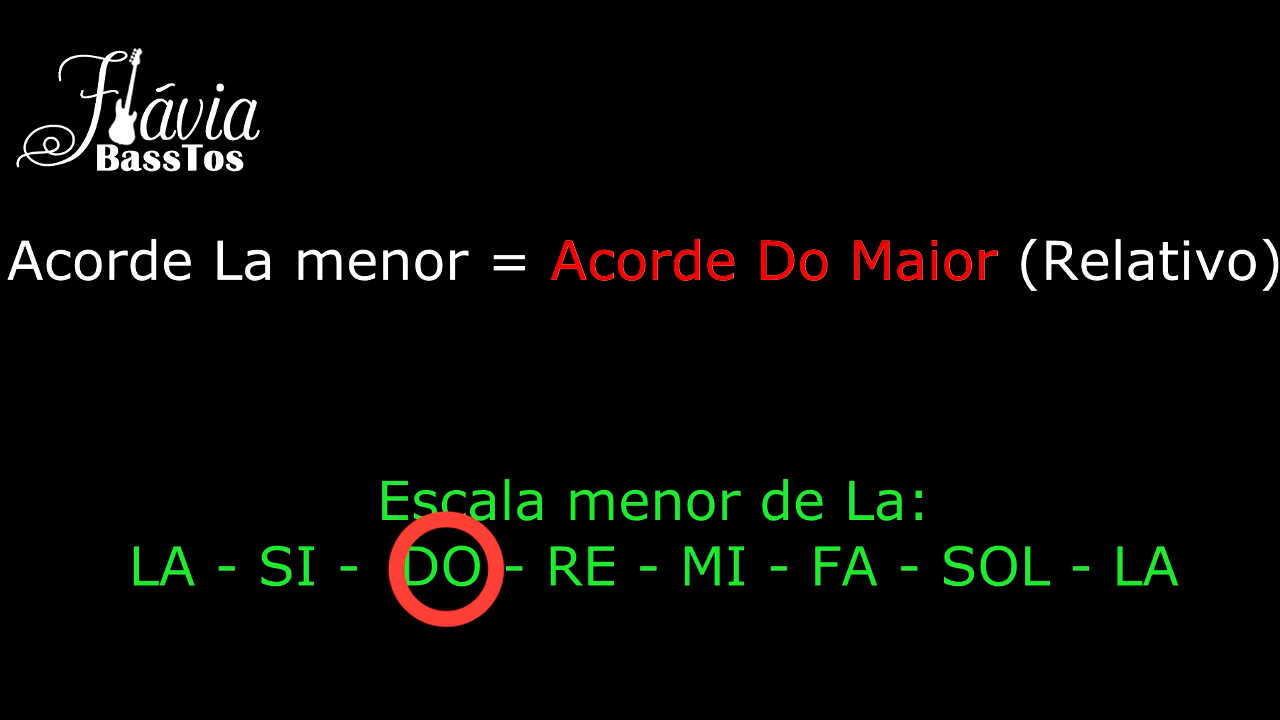 Flávia
BassTos
Acorde La menor = Acorde Do Maior (Relativo)
Escala menor de La:
LA - SI - DO - RE - MI - FA - SOL - LA